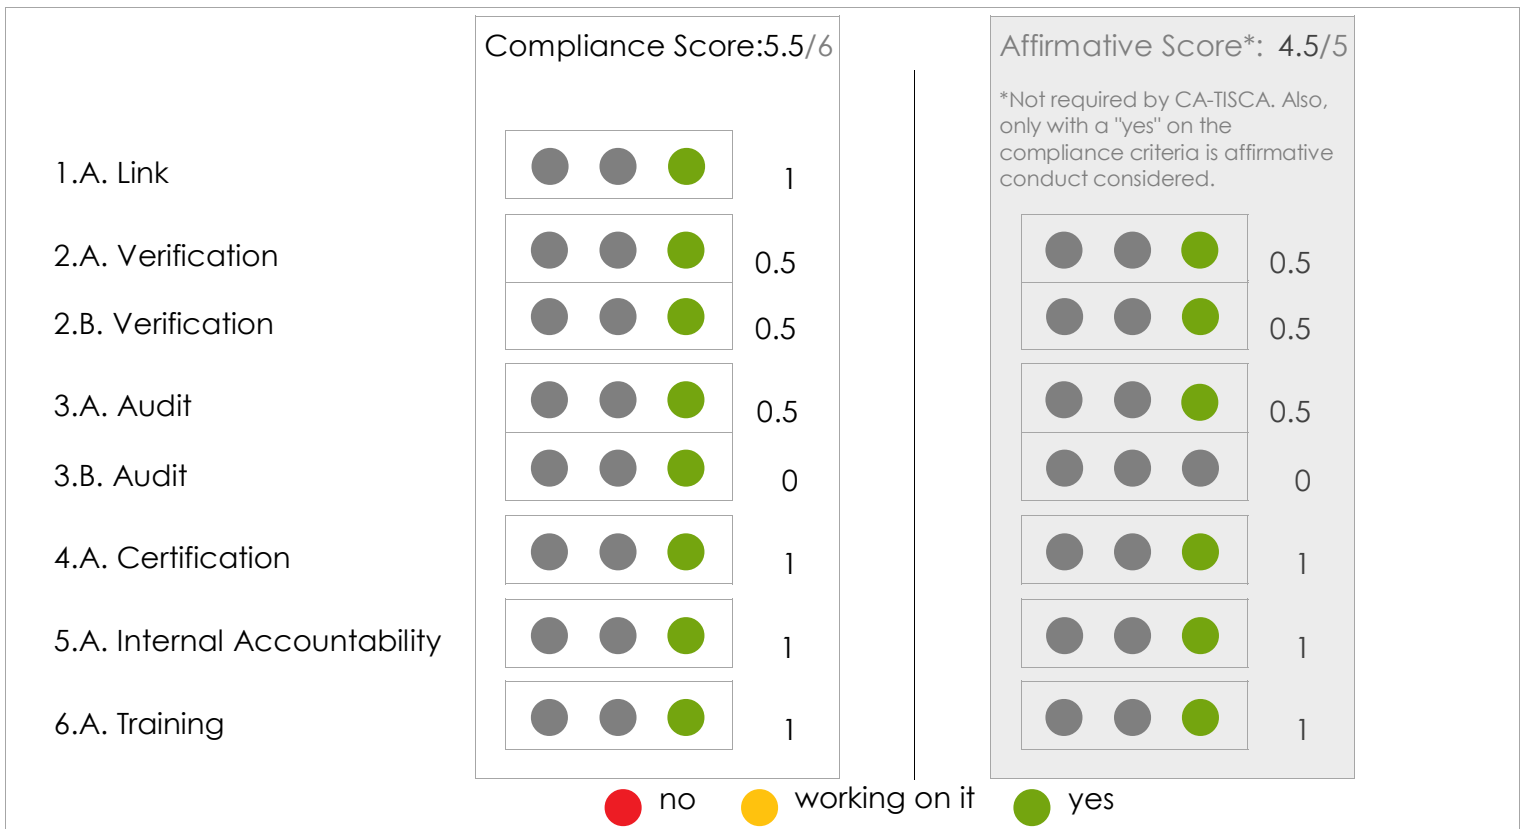 Compliance Score:5.5/6
Affirmative Score*: 4.5/5
*Not required by CA-TISCA. Also,
only with a "yes" on the
compliance criteria is affirmative
conduct considered.
1.A. Link 1
2.A. Verification 0.5 0.5
2.B. Verification 0.5 0.5
3.A. Audit 0.5 0.5
3.B. Audit 0 0
4.A. Certification 1 1
5.A. Internal Accountability 1 1
6.A. Training 1 1
no working on it yes